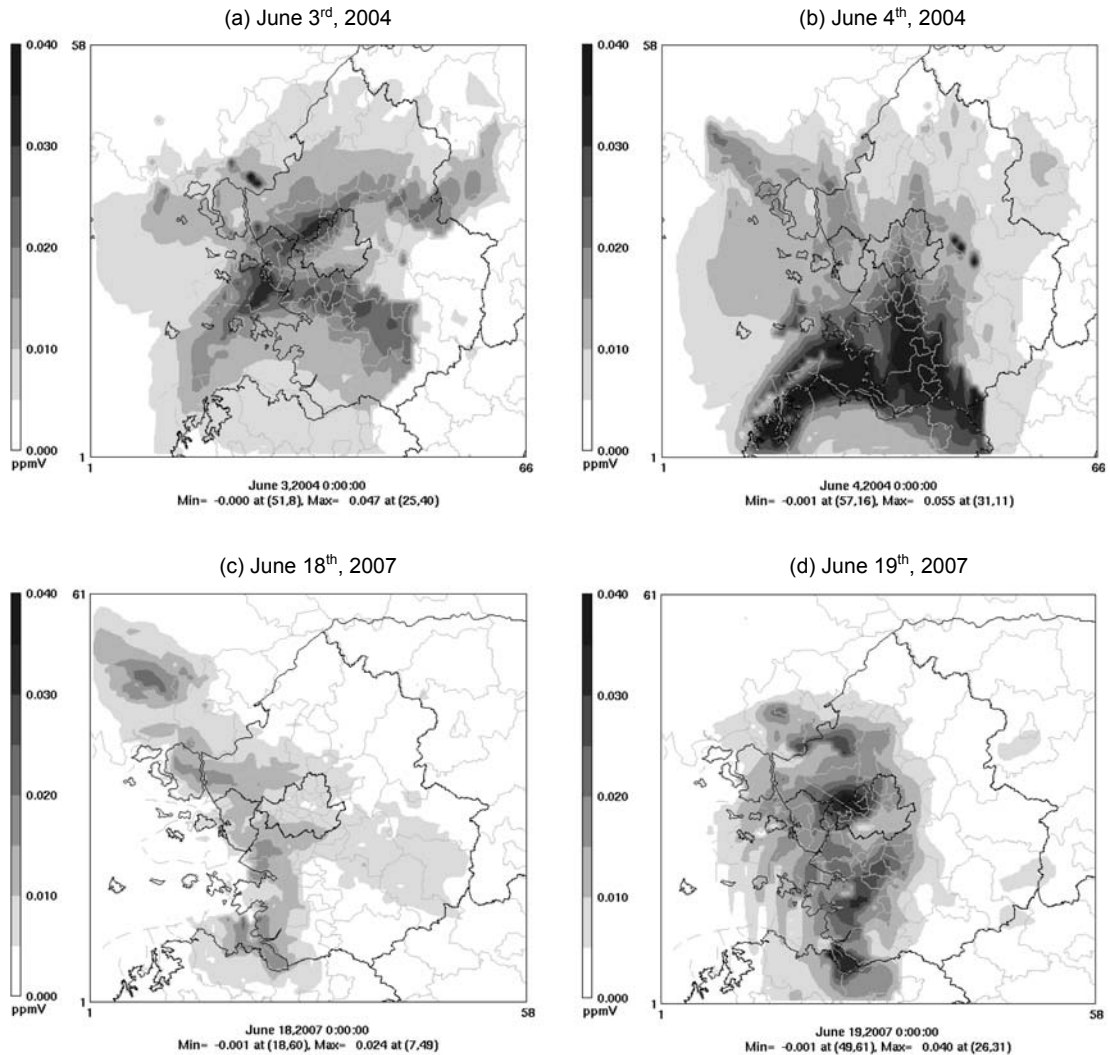 (a) June 3rd, 2004
58
0.040
0.030
0.020
0.010
0.000
ppmV
1
1
66
June 3,2004 0:00:00
Min= -0.000 at (51,8), Max= 0.047 at (25,40)
(b) June 4th, 2004
58
0.040
0.030
0.020
0.010
0.000
ppmV
1
1
66
June 4,2004 0:00:00
Min= -0.001 at (57,16), Max= 0.055 at (31,11)
(c) June 18th, 2007
61
0.040
0.030
0.020
0.010
0.000
ppmV
1
1
58
June 18,2007 0:00:00
Min= -0.001 at (18,60), Max= 0.024 at (7,49)
(d) June 19th, 2007
61
0.040
0.030
0.020
0.010
0.000
ppmV
1
1
58
June 19,2007 0:00:00
Min= -0.001 at (49,61), Max= 0.040 at (26,31)